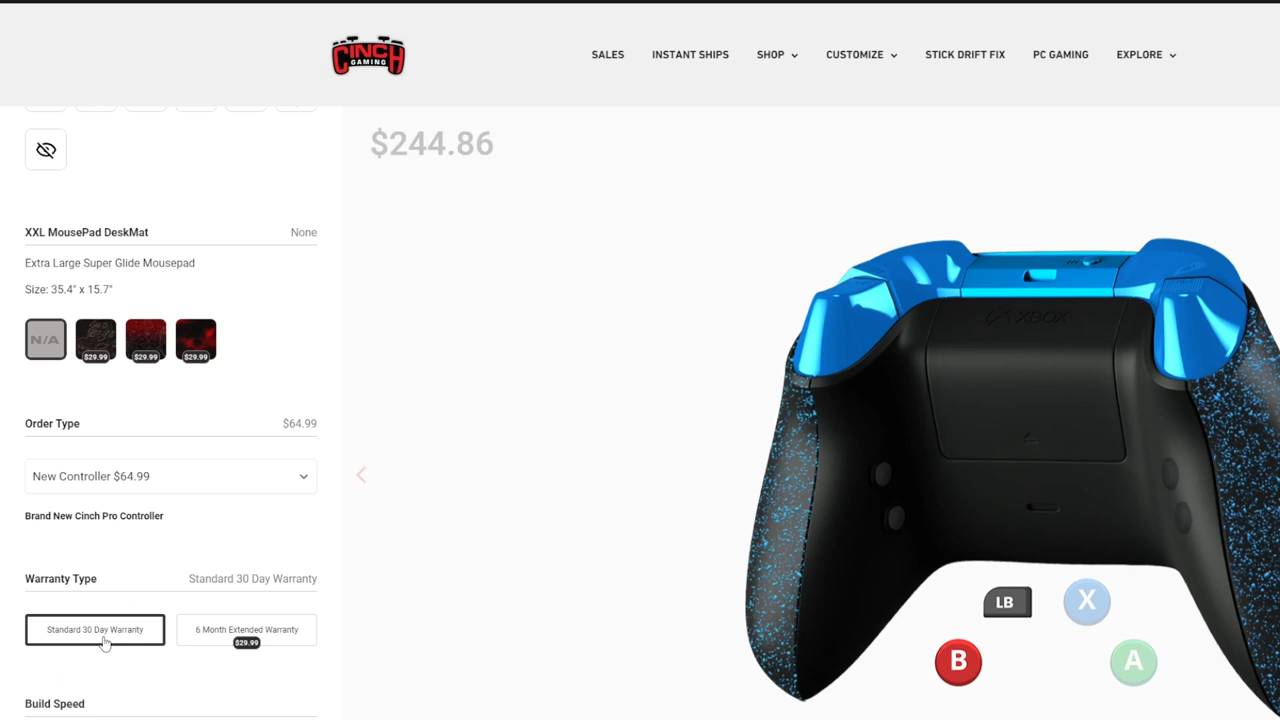 CINCH
GAMING
SALES
INSTANT SHIPS
SHOP
CUSTOMIZE
STICK DRIFT FIX
PC GAMING
EXPLORE
$244.86
XXL MousePad DeskMat
None
Extra Large Super Glide Mousepad
Size: 35.4" x 15.7"
N/A
$29.99
$29.99
$29.99
Order Type
$64.99
New Controller $64.99
Brand New Cinch Pro Controller
Warranty Type
Standard 30 Day Warranty
Standard 30 Day Warranty
6 Month Extended Warranty
$29.99
Build Speed
XBOX
LB
X
B
A